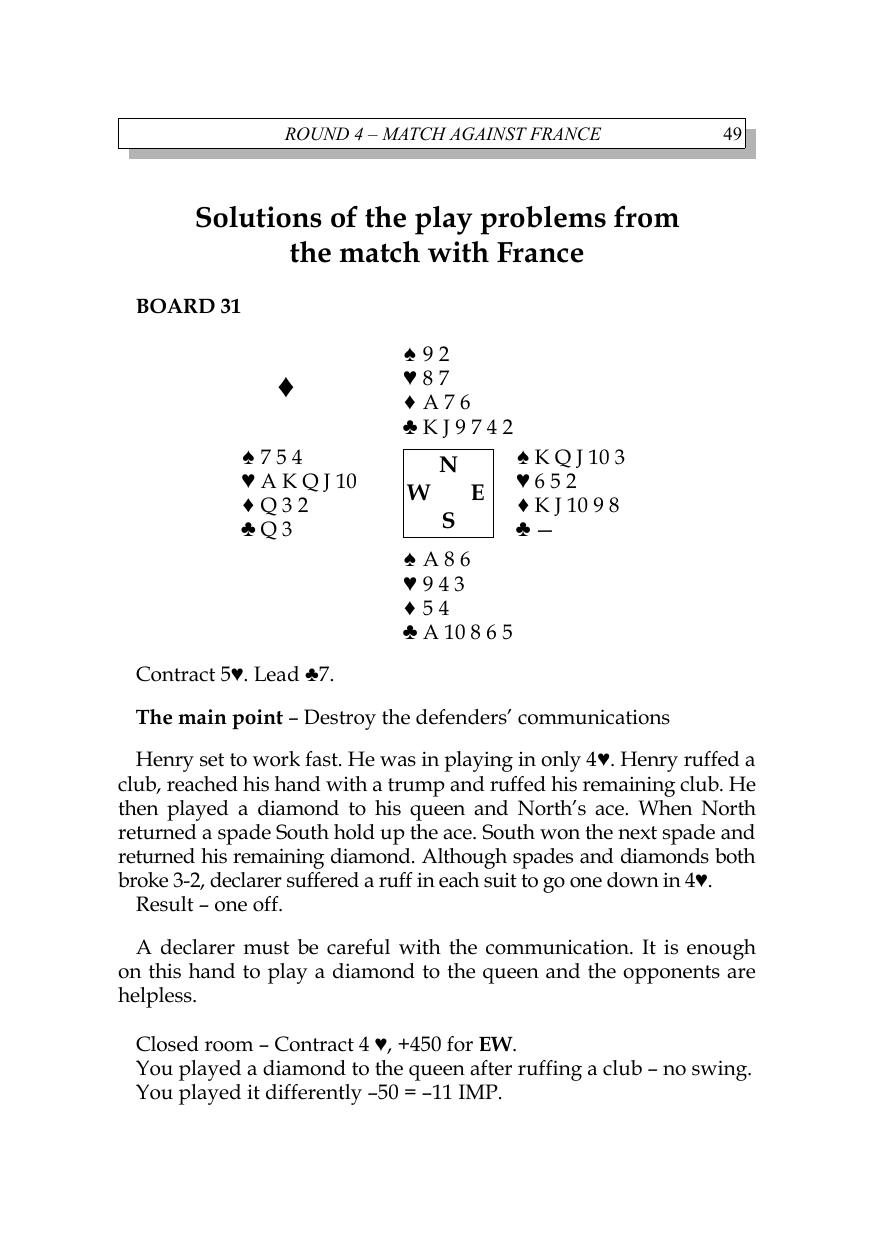 ROUND 4 – MATCH AGAINST FRANCE 49
Solutions of the play problems from
the match with France
BOARD 31
♦
♠ 9 2
♥ 8 7
♦ A 7 6
♣ K J 9 7 4 2
♠ 7 5 4
♥ A K Q J 10
♦ Q 3 2
♣ Q 3
N
W E
S
♠ K Q J 10 3
♥ 6 5 2
♦ K J 10 9 8
♣ —
♠ A 8 6
♥ 9 4 3
♦ 5 4
♣ A 10 8 6 5
Contract 5♥. Lead ♣7.
The main point – Destroy the defenders’ communications
Henry set to work fast. He was in playing in only 4♥. Henry ruffed a
club, reached his hand with a trump and ruffed his remaining club. He
then played a diamond to his queen and North’s ace. When North
returned a spade South hold up the ace. South won the next spade and
returned his remaining diamond. Although spades and diamonds both
broke 3-2, declarer suffered a ruff in each suit to go one down in 4♥.
Result – one off.
A declarer must be careful with the communication. It is enough
on this hand to play a diamond to the queen and the opponents are
helpless.
Closed room – Contract 4 ♥, +450 for EW.
You played a diamond to the queen after ruffing a club – no swing.
You played it differently –50 = –11 IMP.